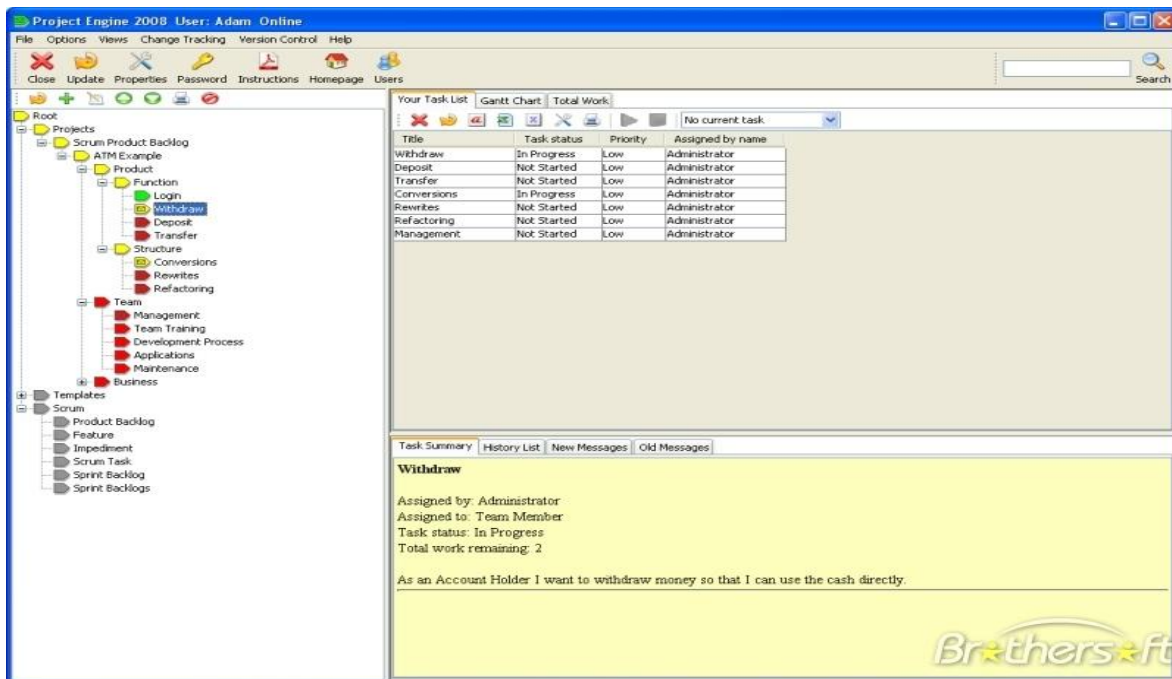 Project Engine 2008 User: Adam Online
File Options Views Change Tracking Version Control Help
Close Update Properties Password Instructions Homepage Users
Search
Root
Projects
Scrum Product Backlog
ATM Example
Product
Function
Login
Withdraw
Deposit
Transfer
Structure
Conversions
Rewrites
Refactoring
Team
Management
Team Training
Development Process
Applications
Maintenance
Business
Templates
Scrum
Product Backlog
Feature
Impediment
Scrum Task
Sprint Backlog
Sprint Backlogs
Your Task List Gantt Chart Total Work
No current task
Title Task status Priority Assigned by name
Withdraw In Progress Low Administrator
Deposit Not Started Low Administrator
Transfer Not Started Low Administrator
Conversions In Progress Low Administrator
Rewrites Not Started Low Administrator
Refactoring Not Started Low Administrator
Management Not Started Low Administrator
Task Summary History List New Messages Old Messages
Withdraw
Assigned by: Administrator
Assigned to: Team Member
Task status: In Progress
Total work remaining: 2
As an Account Holder I want to withdraw money so that I can use the cash directly.
Brothersoft